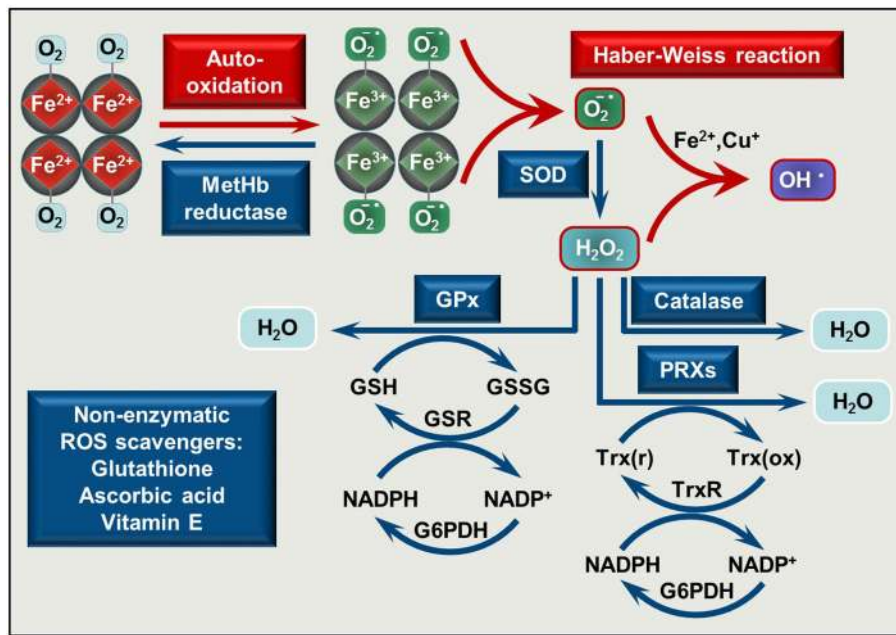 O₂ O₂
Fe²⁺ Fe²⁺
Fe²⁺ Fe²⁺
O₂ O₂
Auto-
oxidation
MetHb
reductase
O₂⁻• O₂⁻•
Fe³⁺ Fe³⁺
Fe³⁺ Fe³⁺
O₂⁻• O₂⁻•
Haber-Weiss reaction
O₂⁻•
Fe²⁺,Cu⁺
OH •
SOD
H₂O₂
GPx
Catalase
H₂O
H₂O
PRXs
H₂O
GSH GSSG
GSR
NADPH NADP⁺
G6PDH
Trx(r) Trx(ox)
TrxR
NADPH NADP⁺
G6PDH
Non-enzymatic
ROS scavengers:
Glutathione
Ascorbic acid
Vitamin E